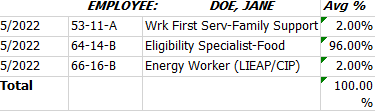 EMPLOYEE: DOE, JANE Avg %
5/2022 53-11-A Wrk First Serv-Family Support 2.00%
5/2022 64-14-B Eligibility Specialist-Food 96.00%
5/2022 66-16-B Energy Worker (LIEAP/CIP) 2.00%
Total 100.00
%